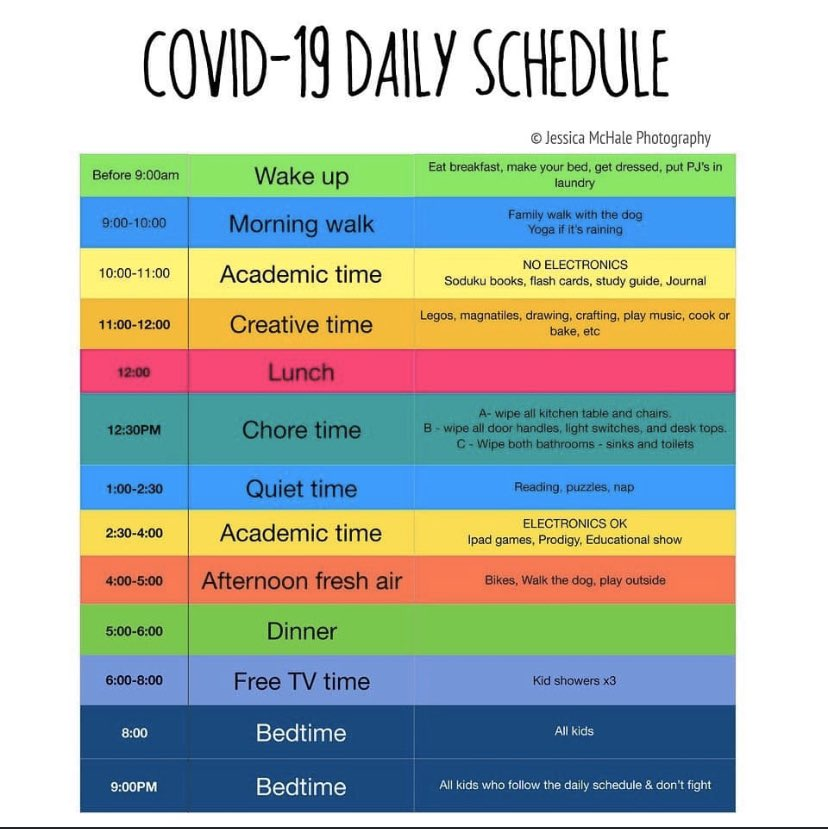 COVID-19 DAILY SCHEDULE
© Jessica McHale Photography
Before 9:00am
Wake up
Eat breakfast, make your bed, get dressed, put PJ's in
laundry
9:00-10:00
Morning walk
Family walk with the dog
Yoga if it's raining
10:00-11:00
Academic time
NO ELECTRONICS
Soduku books, flash cards, study guide, Journal
11:00-12:00
Creative time
Legos, magnatiles, drawing, crafting, play music, cook or
bake, etc
12:00
Lunch
12:30PM
Chore time
A- wipe all kitchen table and chairs.
B - wipe all door handles, light switches, and desk tops.
C - Wipe both bathrooms - sinks and toilets
1:00-2:30
Quiet time
Reading, puzzles, nap
2:30-4:00
Academic time
ELECTRONICS OK
Ipad games, Prodigy, Educational show
4:00-5:00
Afternoon fresh air
Bikes, Walk the dog, play outside
5:00-6:00
Dinner
6:00-8:00
Free TV time
Kid showers x3
8:00
Bedtime
All kids
9:00PM
Bedtime
All kids who follow the daily schedule & don't fight